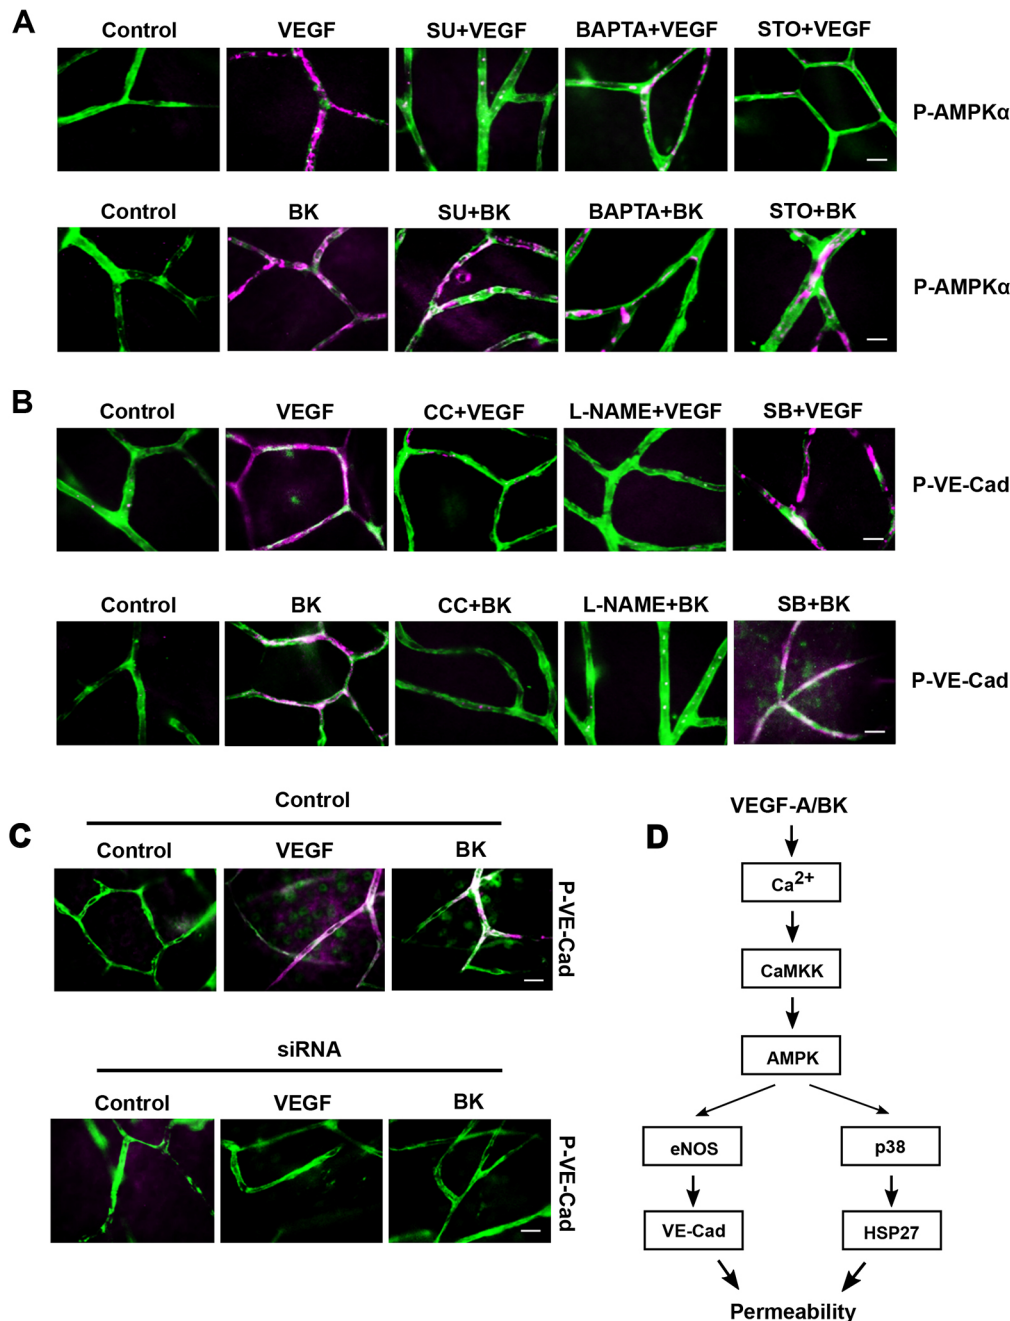 A
Control VEGF SU+VEGF BAPTA+VEGF STO+VEGF
P-AMPKα
Control BK SU+BK BAPTA+BK STO+BK
P-AMPKα
B
Control VEGF CC+VEGF L-NAME+VEGF SB+VEGF
P-VE-Cad
Control BK CC+BK L-NAME+BK SB+BK
P-VE-Cad
C
Control
Control VEGF BK
P-VE-Cad
siRNA
Control VEGF BK
P-VE-Cad
D
VEGF-A/BK
Ca2+
CaMKK
AMPK
eNOS p38
VE-Cad HSP27
Permeability